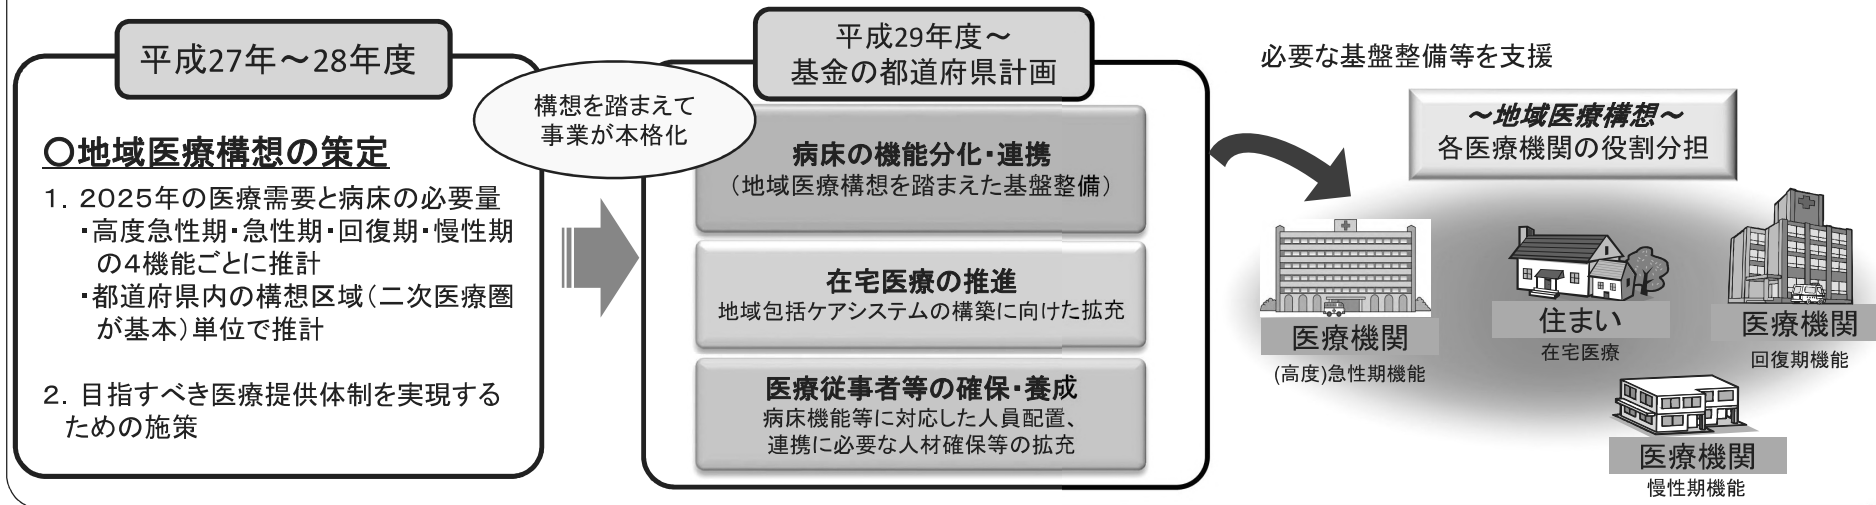 平成27年～28年度
○地域医療構想の策定
1．2025年の医療需要と病床の必要量
・高度急性期・急性期・回復期・慢性期
の4機能ごとに推計
・都道府県内の構想区域（二次医療圏
が基本）単位で推計
2．目指すべき医療提供体制を実現する
ための施策
構想を踏まえて
事業が本格化
平成29年度～
基金の都道府県計画
病床の機能分化・連携
（地域医療構想を踏まえた基盤整備）
在宅医療の推進
地域包括ケアシステムの構築に向けた拡充
医療従事者等の確保・養成
病床機能等に対応した人員配置、
連携に必要な人材確保等の拡充
必要な基盤整備等を支援
～地域医療構想～
各医療機関の役割分担
医療機関
(高度)急性期機能
住まい
在宅医療
医療機関
回復期機能
医療機関
慢性期機能